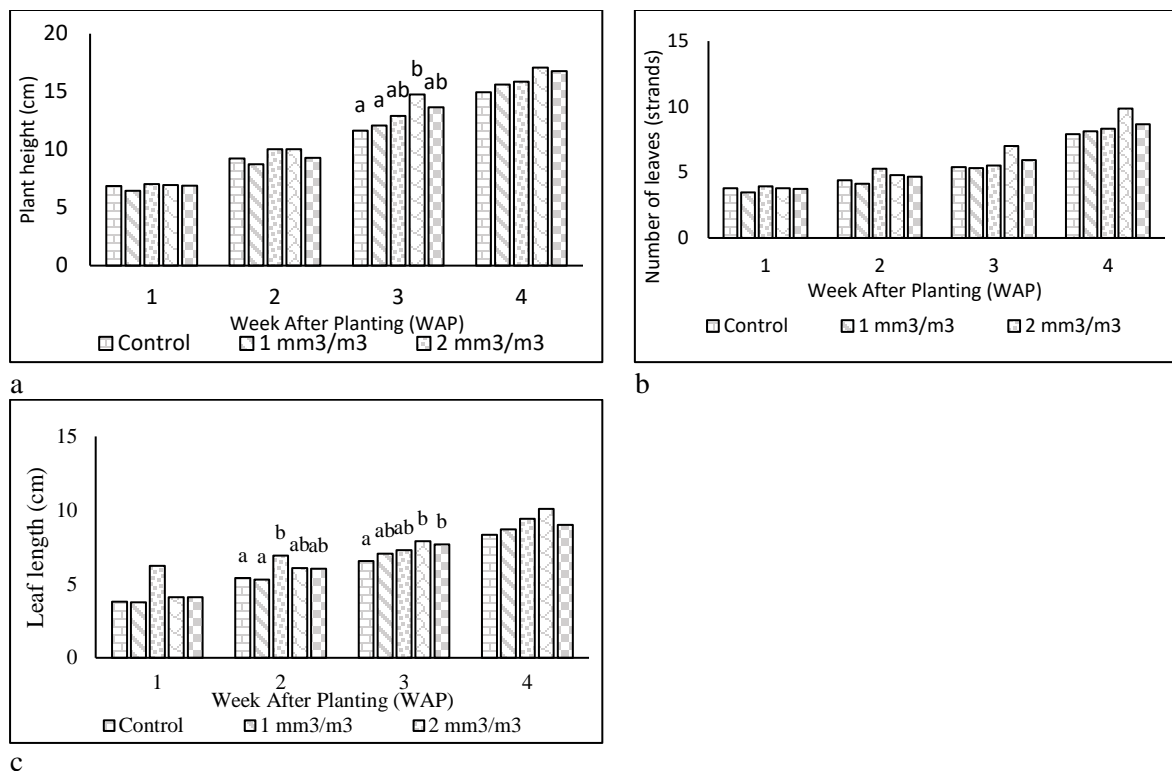 20
15
10
5
0
Plant height (cm)
a a ab b ab
1 2 3 4
Week After Planting (WAP)
Control 1 mm3/m3 2 mm3/m3
a
15
10
5
0
Number of leaves (strands)
1 2 3 4
Week After Planting (WAP)
Control 1 mm3/m3 2 mm3/m3
b
15
10
5
0
Leaf length (cm)
a a b ab ab
a ab ab b b
1 2 3 4
Week After Planting (WAP)
Control 1 mm3/m3 2 mm3/m3
c